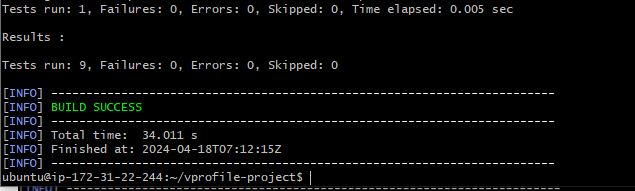 Tests run: 1, Failures: 0, Errors: 0, Skipped: 0, Time elapsed: 0.005 sec
Results :
Tests run: 9, Failures: 0, Errors: 0, Skipped: 0
[INFO] ------------------------------------------------------------------------
[INFO] BUILD SUCCESS
[INFO] ------------------------------------------------------------------------
[INFO] Total time:  34.011 s
[INFO] Finished at: 2024-04-18T07:12:15Z
[INFO] ------------------------------------------------------------------------
ubuntu@ip-172-31-22-244:~/vprofile-project$